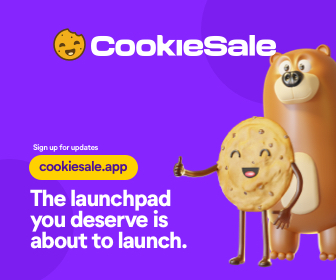 CookieSale
Sign up for updates
cookiesale.app
The launchpad
you deserve is
about to launch.